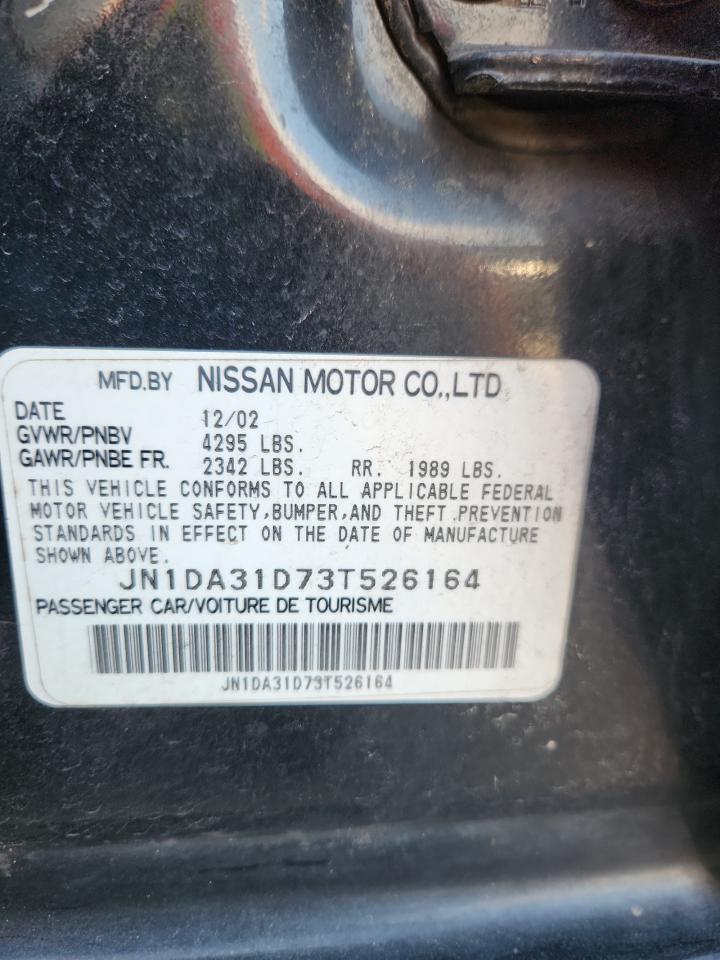 MFD.BY NISSAN MOTOR CO.,LTD
DATE 12/02
GVWR/PNBV 4295 LBS.
GAWR/PNBE FR. 2342 LBS. RR. 1989 LBS.
THIS VEHICLE CONFORMS TO ALL APPLICABLE FEDERAL
MOTOR VEHICLE SAFETY,BUMPER,AND THEFT PREVENTION
STANDARDS IN EFFECT ON THE DATE OF MANUFACTURE
SHOWN ABOVE.
JN1DA31D73T526164
PASSENGER CAR/VOITURE DE TOURISME
JN1DA31D73T526164